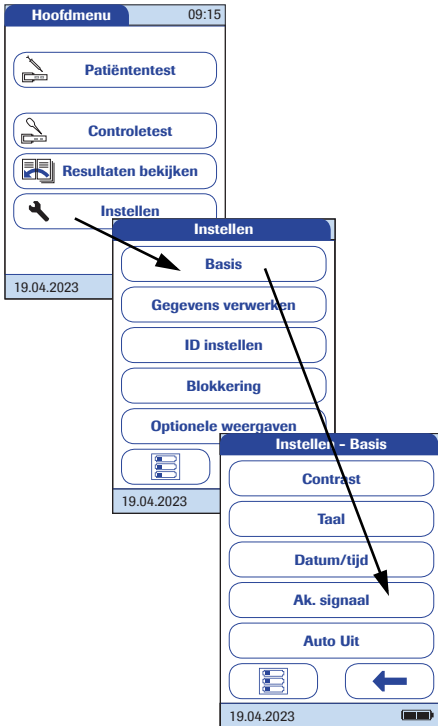 Hoofdmenu 09:15
Patiëntentest
Controletest
Resultaten bekijken
Instellen
19.04.2023
Instellen
Basis
Gegevens verwerken
ID instellen
Blokkering
Optionele weergaven
19.04.2023
Instellen - Basis
Contrast
Taal
Datum/tijd
Ak. signaal
Auto Uit
19.04.2023